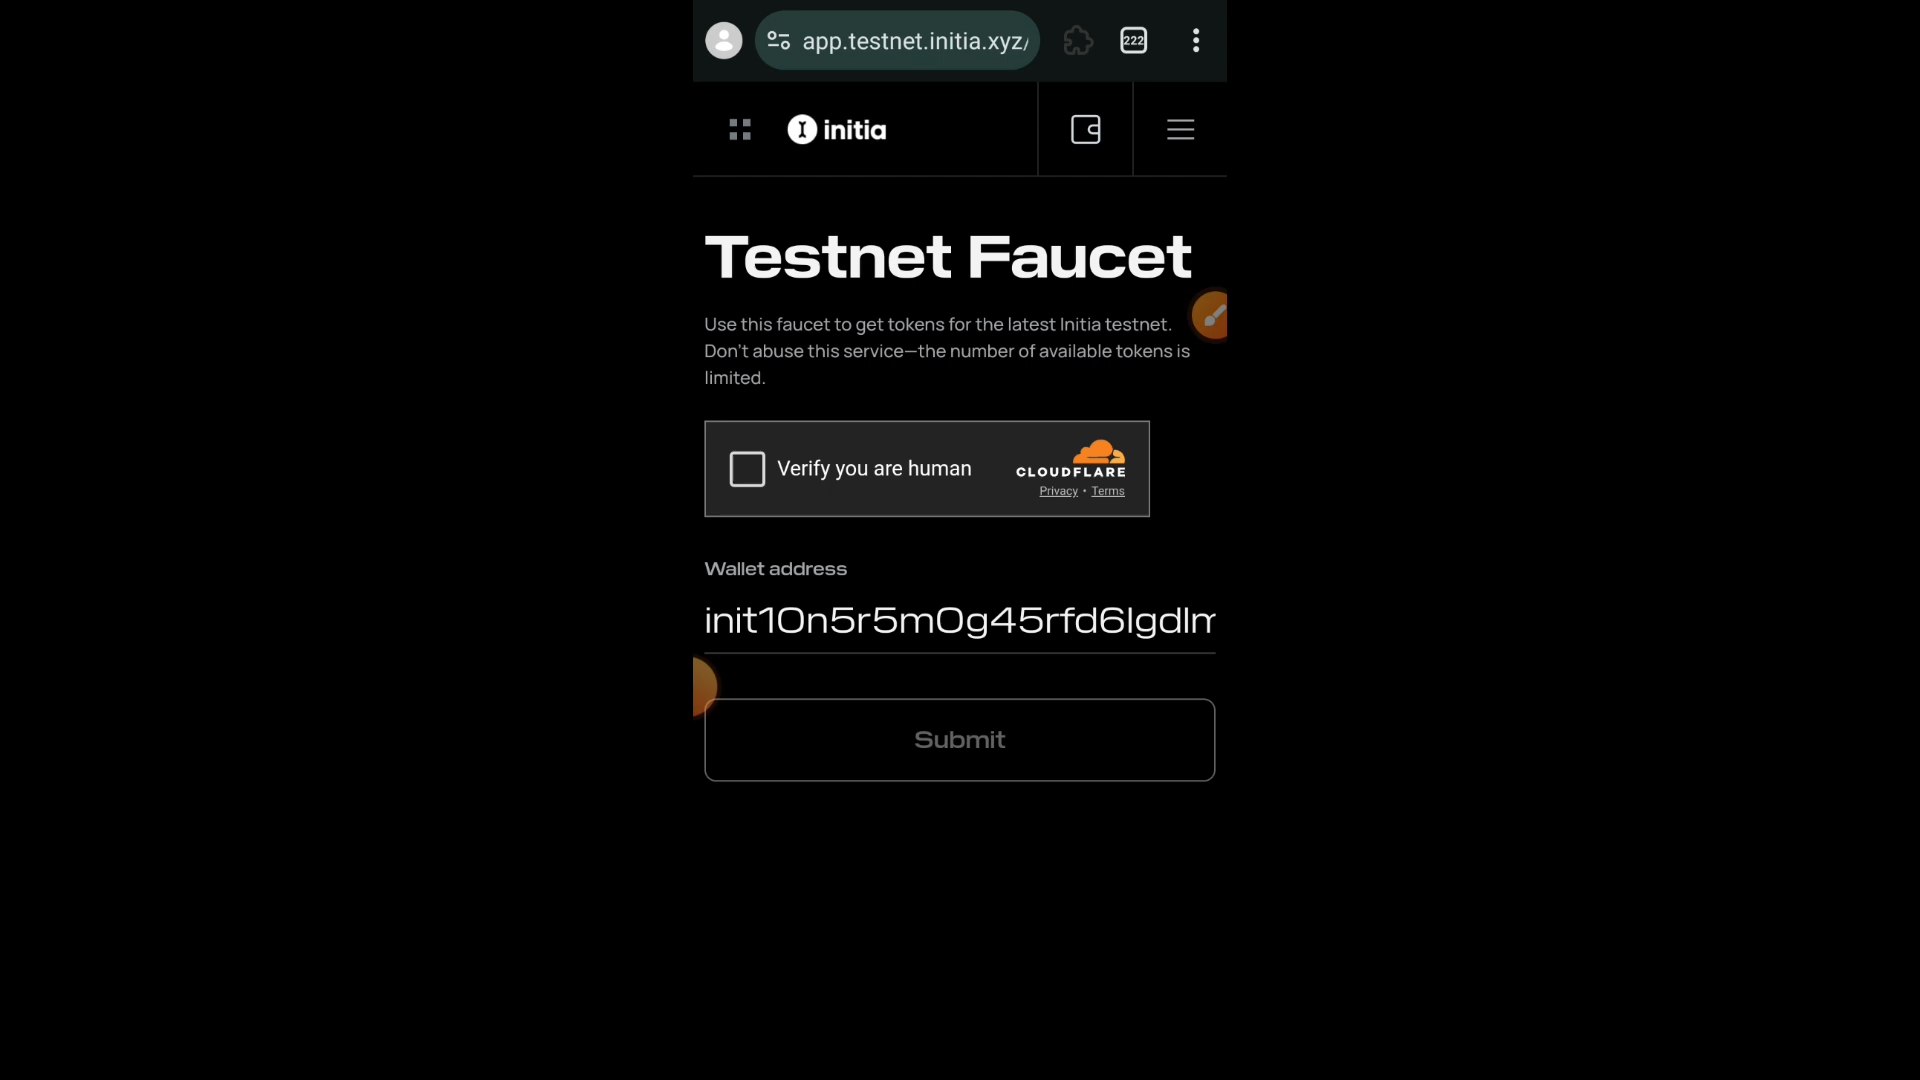 app.testnet.initia.xyz/
222
initia
Testnet Faucet
Use this faucet to get tokens for the latest Initia testnet.
Don't abuse this service—the number of available tokens is
limited.
Verify you are human
CLOUDFLARE
Privacy • Terms
Wallet address
init10n5r5m0g45rfd6lgdlm
Submit